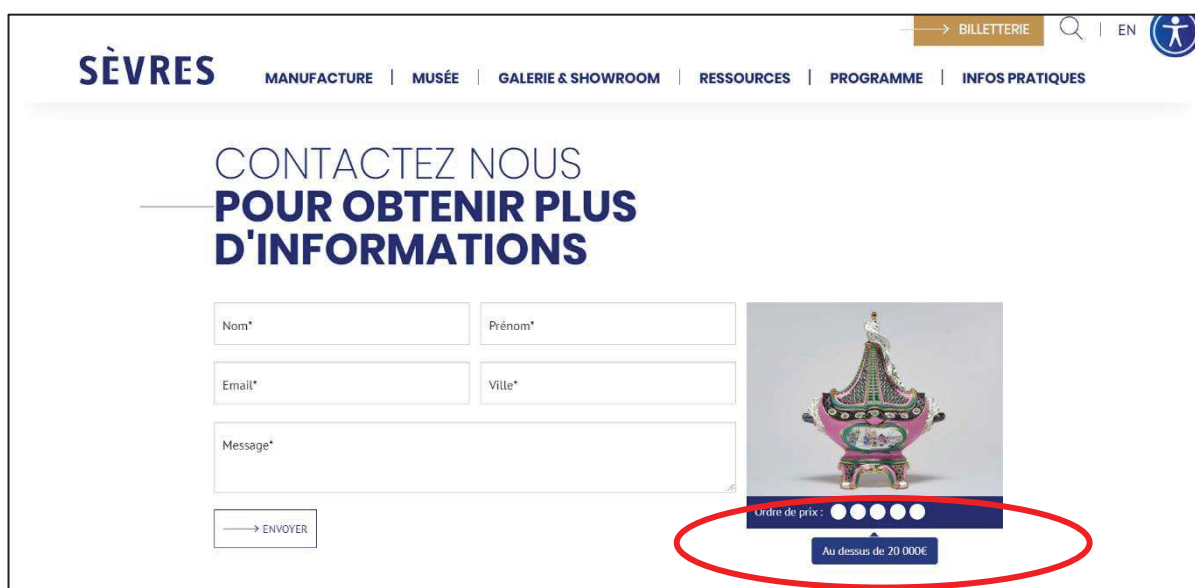 BILLETTERIE
EN
SÈVRES
MANUFACTURE | MUSÉE | GALERIE & SHOWROOM | RESSOURCES | PROGRAMME | INFOS PRATIQUES
CONTACTEZ NOUS
POUR OBTENIR PLUS
D'INFORMATIONS
Nom*
Prénom*
Email*
Ville*
Message*
ENVOYER
Ordre de prix :
Au dessus de 20 000€